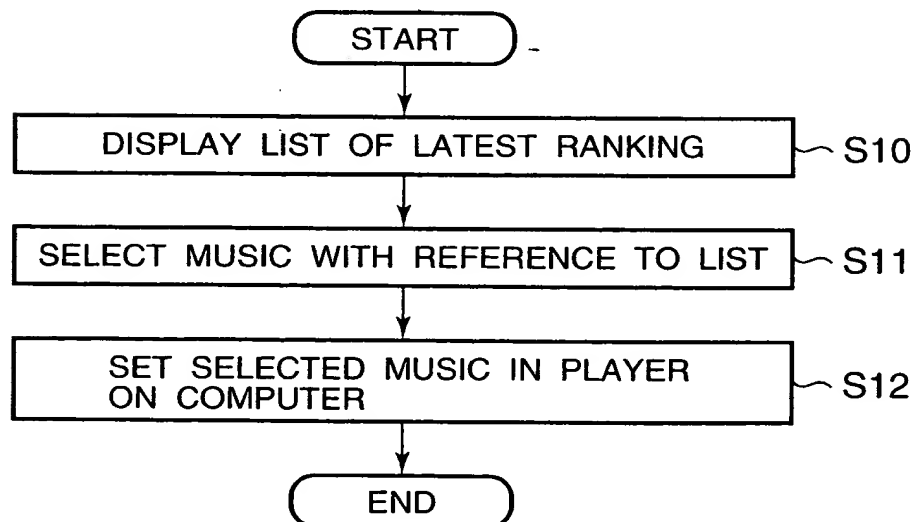 START
DISPLAY LIST OF LATEST RANKING
S10
SELECT MUSIC WITH REFERENCE TO LIST
S11
SET SELECTED MUSIC IN PLAYER
ON COMPUTER
S12
END